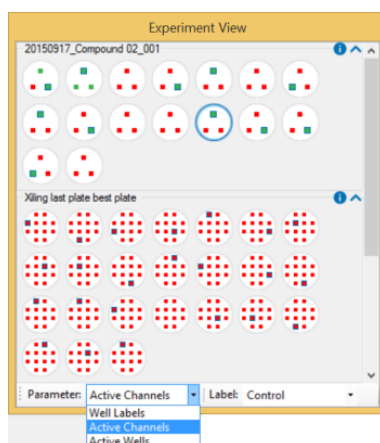 Experiment View
20150917_Compound 02_001
Xiling last plate best plate
Parameter: Active Channels Label: Control
Well Labels
Active Channels
Active Wells